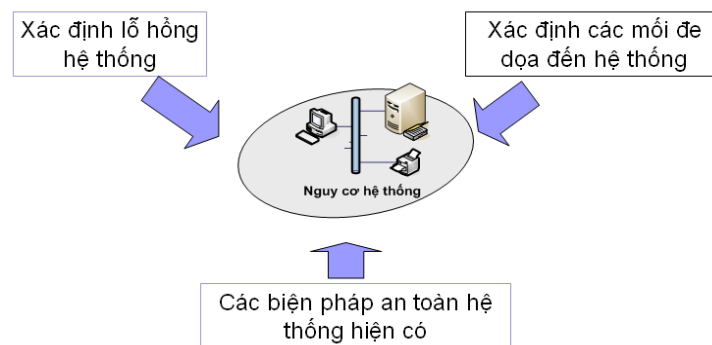 Xác định lỗ hổng
hệ thống
Xác định các mối đe
dọa đến hệ thống
Nguy cơ hệ thống
Các biện pháp an toàn hệ
thống hiện có